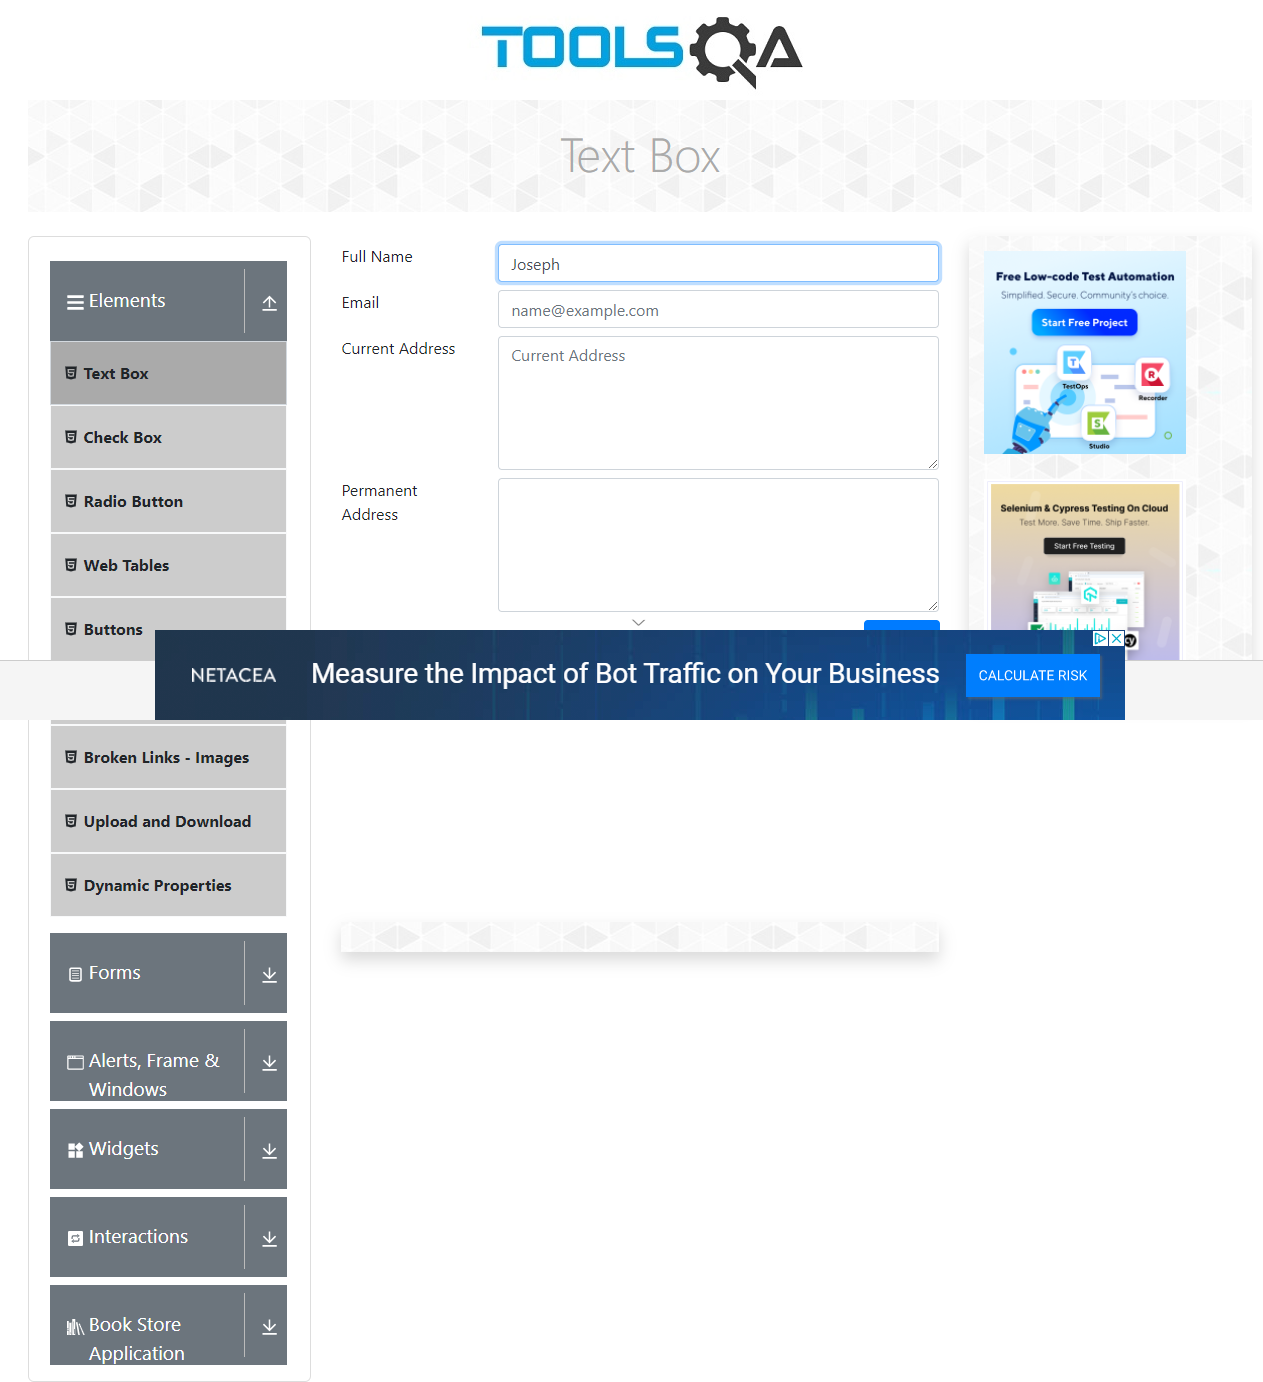 TOOLSQA
Text Box
Elements
Text Box
Check Box
Radio Button
Web Tables
Buttons
Broken Links - Images
Upload and Download
Dynamic Properties
Forms
Alerts, Frame &
Windows
Widgets
Interactions
Book Store
Application
Full Name
Joseph
Email
name@example.com
Current Address
Current Address
Permanent
Address
Free Low-code Test Automation
Simplified. Secure. Community's choice.
Start Free Project
TestOps
Recorder
Studio
Selenium & Cypress Testing On Cloud
Test More. Save Time. Ship Faster.
Start Free Testing
NETACEA
Measure the Impact of Bot Traffic on Your Business
CALCULATE RISK